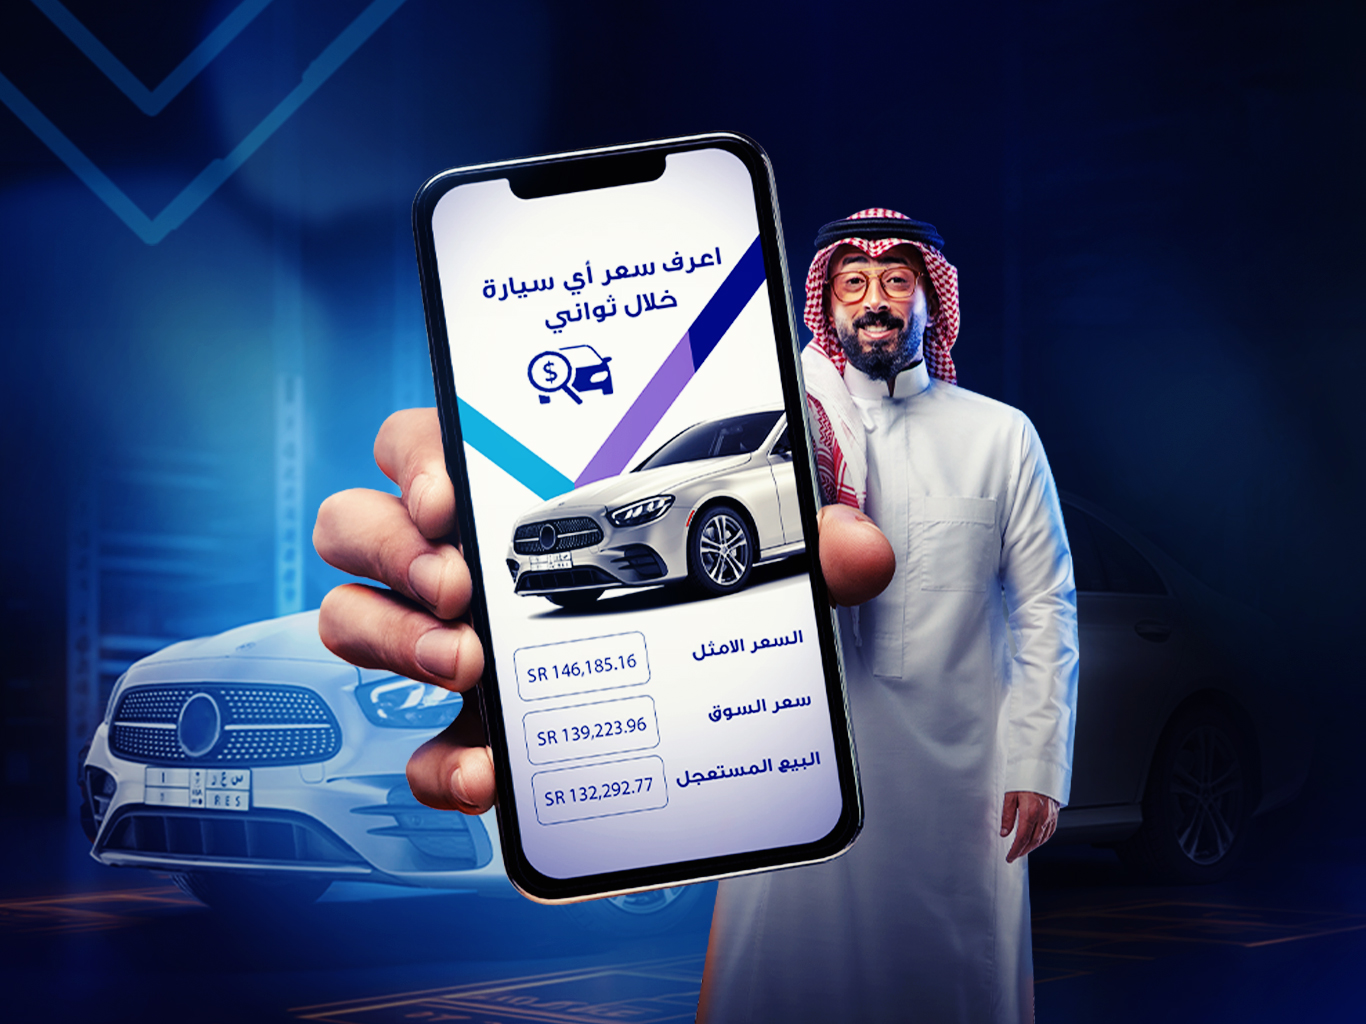 اعرف سعر أي سيارة
خلال ثواني
$
السعر الامثل
SR 146,185.16
سعر السوق
SR 139,223.96
البيع المستعجل
SR 132,292.77
س ع ر
R E S